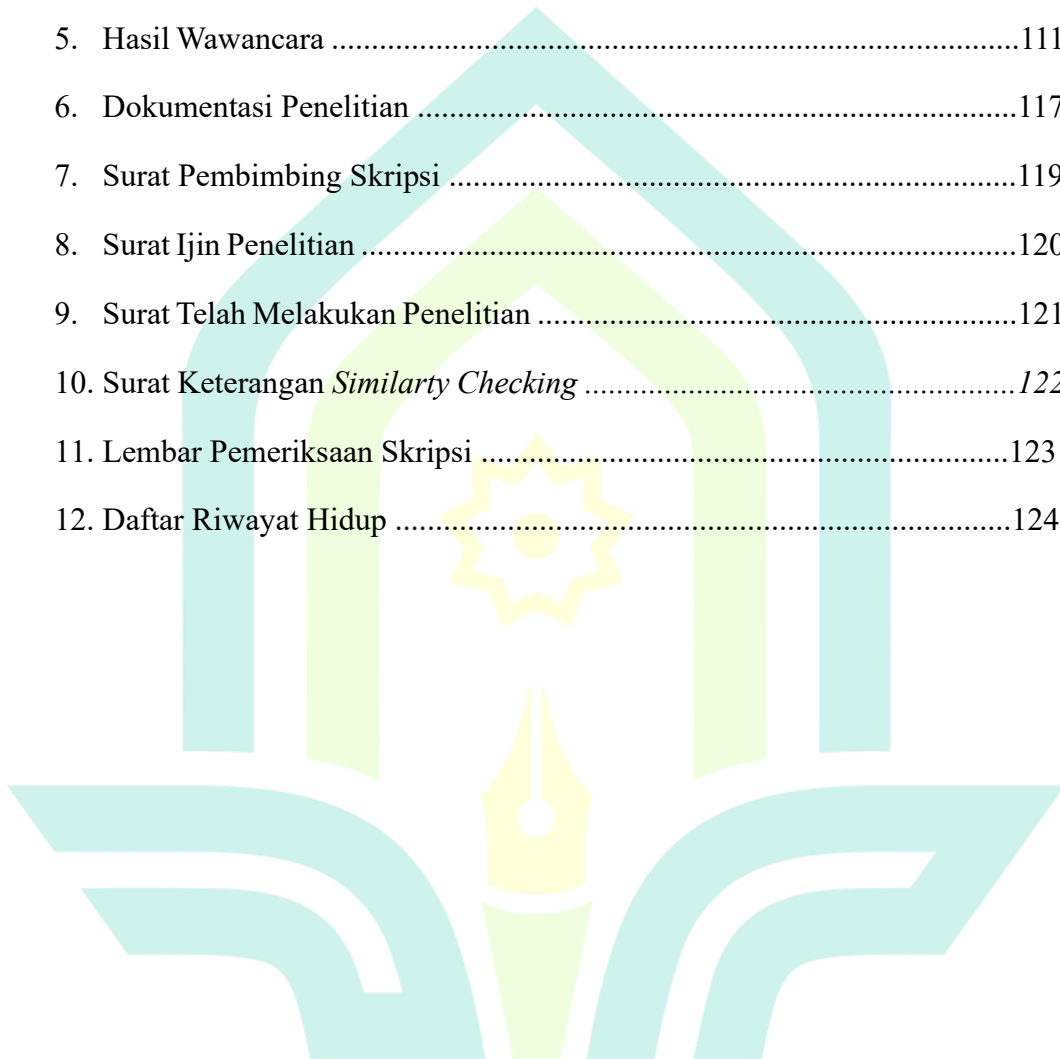 5. Hasil Wawancara ....................................................................................111
6. Dokumentasi Penelitian .........................................................................117
7. Surat Pembimbing Skripsi .....................................................................119
8. Surat Ijin Penelitian ................................................................................120
9. Surat Telah Melakukan Penelitian ..........................................................121
10. Surat Keterangan Similarty Checking ....................................................122
11. Lembar Pemeriksaan Skripsi ................................................................123
12. Daftar Riwayat Hidup ...........................................................................124